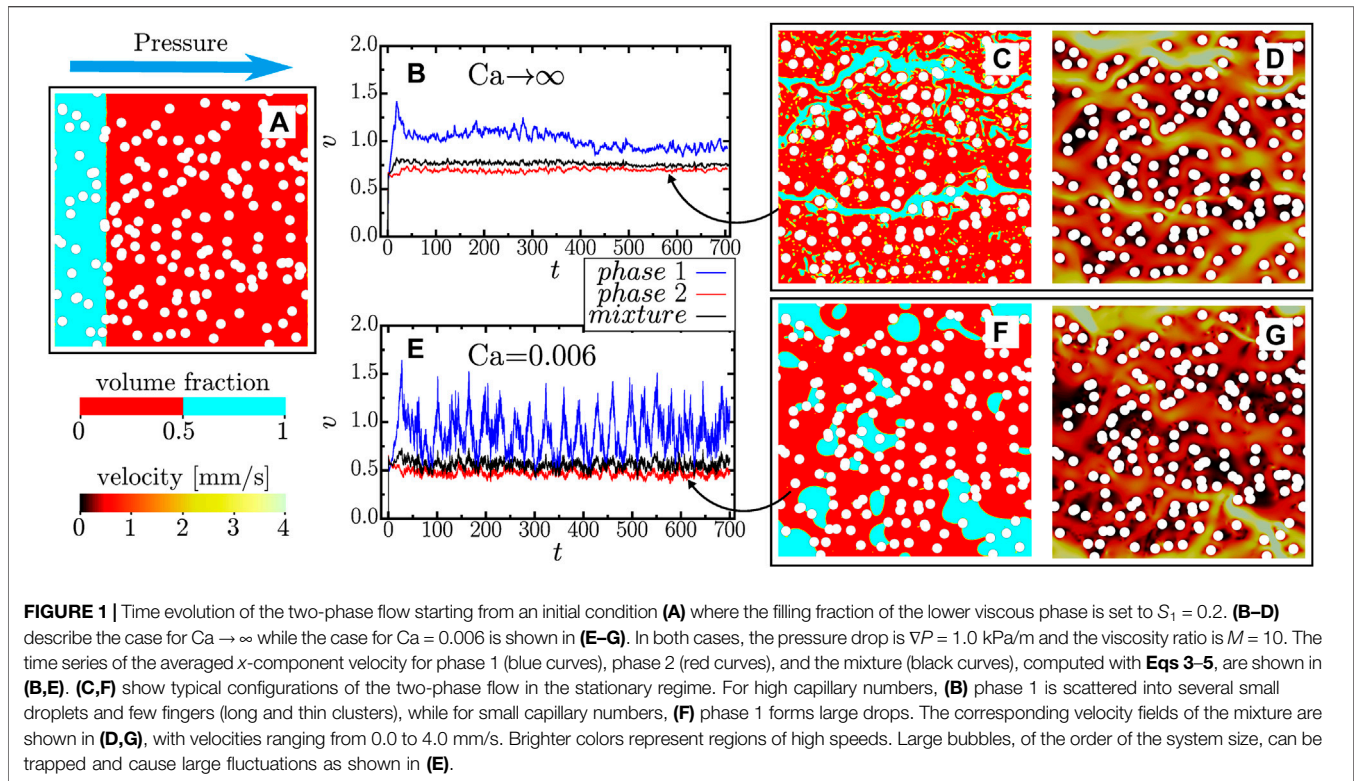 Pressure
A
volume fraction
0 0.5 1
velocity [mm/s]
0 1 2 3 4
B
Ca→∞
v
2.0
1.5
1.0
0.5
0.0
0 100 200 300 400 500 600 700
t
phase 1
phase 2
mixture
E
Ca=0.006
v
2.0
1.5
1.0
0.5
0.0
0 100 200 300 400 500 600 700
t
C
D
F
G
FIGURE 1 | Time evolution of the two-phase flow starting from an initial condition (A) where the filling fraction of the lower viscous phase is set to S₁ = 0.2. (B–D)
describe the case for Ca → ∞ while the case for Ca = 0.006 is shown in (E–G). In both cases, the pressure drop is ∇P = 1.0 kPa/m and the viscosity ratio is M = 10. The
time series of the averaged x-component velocity for phase 1 (blue curves), phase 2 (red curves), and the mixture (black curves), computed with Eqs 3–5, are shown in
(B,E). (C,F) show typical configurations of the two-phase flow in the stationary regime. For high capillary numbers, (B) phase 1 is scattered into several small
droplets and few fingers (long and thin clusters), while for small capillary numbers, (F) phase 1 forms large drops. The corresponding velocity fields of the mixture are
shown in (D,G), with velocities ranging from 0.0 to 4.0 mm/s. Brighter colors represent regions of high speeds. Large bubbles, of the order of the system size, can be
trapped and cause large fluctuations as shown in (E).